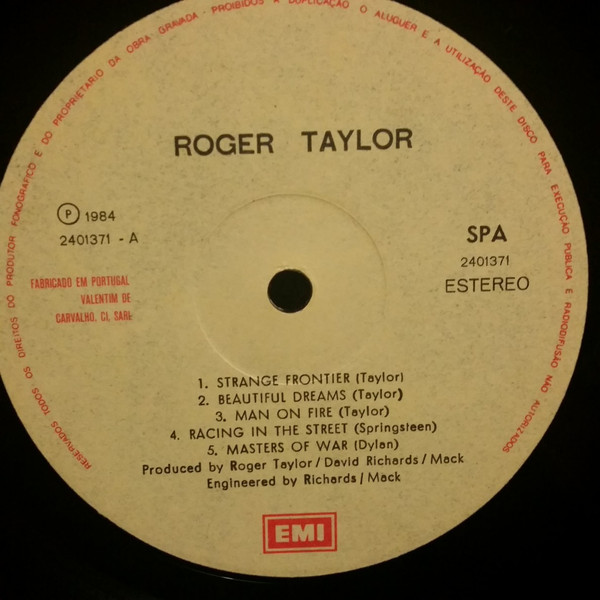 RESERVADOS TODOS OS DIREITOS DO PRODUTOR FONOGRÁFICO E DO PROPRIETÁRIO DA OBRA GRAVADA · PROIBIDOS A DUPLICAÇÃO O ALUGUER E A UTILIZAÇÃO DESTE DISCO PARA EXECUÇÃO PÚBLICA E RADIODIFUSÃO NÃO AUTORIZADOS
ROGER TAYLOR
Ⓟ 1984
2401371 - A
SPA
2401371
ESTEREO
FABRICADO EM PORTUGAL
VALENTIM DE
CARVALHO. CI, SARL
1. STRANGE FRONTIER (Taylor)
2. BEAUTIFUL DREAMS (Taylor)
3. MAN ON FIRE (Taylor)
4. RACING IN THE STREET (Springsteen)
5. MASTERS OF WAR (Dylan)
Produced by Roger Taylor / David Richards / Mack
Engineered by Richards / Mack
EMI